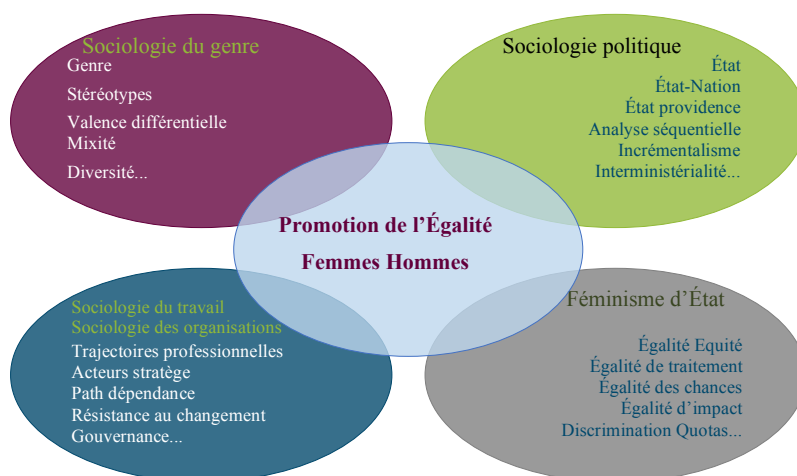 Sociologie du genre
Genre
Stéréotypes
Valence différentielle
Mixité
Diversité...
Sociologie politique
État
État-Nation
État providence
Analyse séquentielle
Incrémentalisme
Interministérialité...
Promotion de l’Égalité
Femmes Hommes
Sociologie du travail
Sociologie des organisations
Trajectoires professionnelles
Acteurs stratège
Path dépendance
Résistance au changement
Gouvernance...
Féminisme d’État
Égalité Equité
Égalité de traitement
Égalité des chances
Égalité d’impact
Discrimination Quotas...